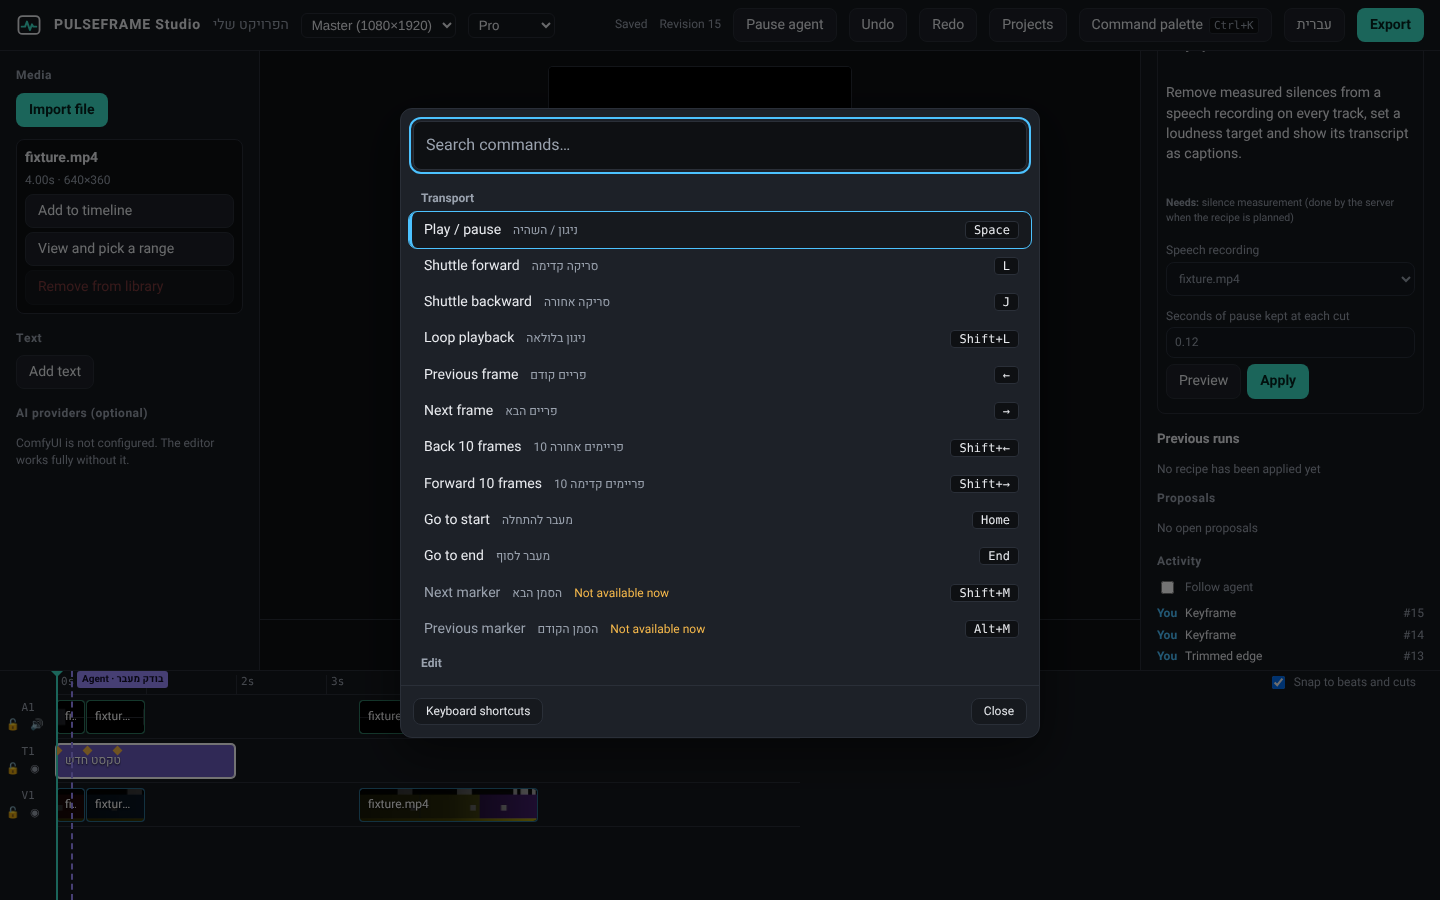 PULSEFRAME Studio הפרויקט שלי Master (1080×1920) Pro Saved Revision 15 Pause agent Undo Redo Projects Command palette Ctrl+K עברית Export
Media
Import file
fixture.mp4
4.00s · 640×360
Add to timeline
View and pick a range
Remove from library
Text
Add text
AI providers (optional)
ComfyUI is not configured. The editor
works fully without it.
Search commands…
Transport
Play / pause ניגון / השהיה Space
Shuttle forward סריקה קדימה L
Shuttle backward סריקה אחורה J
Loop playback ניגון בלולאה Shift+L
Previous frame פריים קודם ←
Next frame פריים הבא →
Back 10 frames 10 פריימים אחורה Shift+←
Forward 10 frames 10 פריימים קדימה Shift+→
Go to start מעבר להתחלה Home
Go to end מעבר לסוף End
Next marker הסמן הבא Not available now Shift+M
Previous marker הסמן הקודם Not available now Alt+M
Edit
Keyboard shortcuts Close
Remove measured silences from a
speech recording on every track, set a
loudness target and show its transcript
as captions.
Needs: silence measurement (done by the server
when the recipe is planned)
Speech recording
fixture.mp4
Seconds of pause kept at each cut
0.12
Preview Apply
Previous runs
No recipe has been applied yet
Proposals
No open proposals
Activity
Follow agent
You Keyframe #15
You Keyframe #14
You Trimmed edge #13
0s Agent · בודק מעבר 2s 3s Snap to beats and cuts
A1 fi… fixtur… fixture
T1 טקסט חדש
V1 fi… fixtur… fixture.mp4